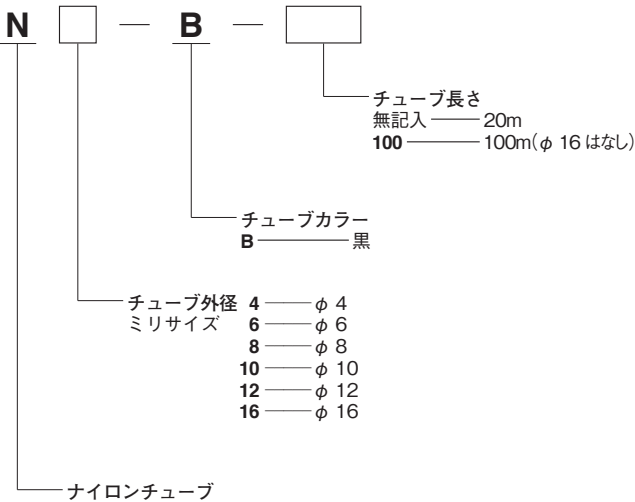 N □ — B — □
チューブ長さ
無記入 —— 20m
100 ——— 100m(φ 16 はなし)
チューブカラー
B ———— 黒
チューブ外径 4 —— φ 4
ミリサイズ 6 —— φ 6
8 —— φ 8
10 —— φ 10
12 —— φ 12
16 —— φ 16
ナイロンチューブ